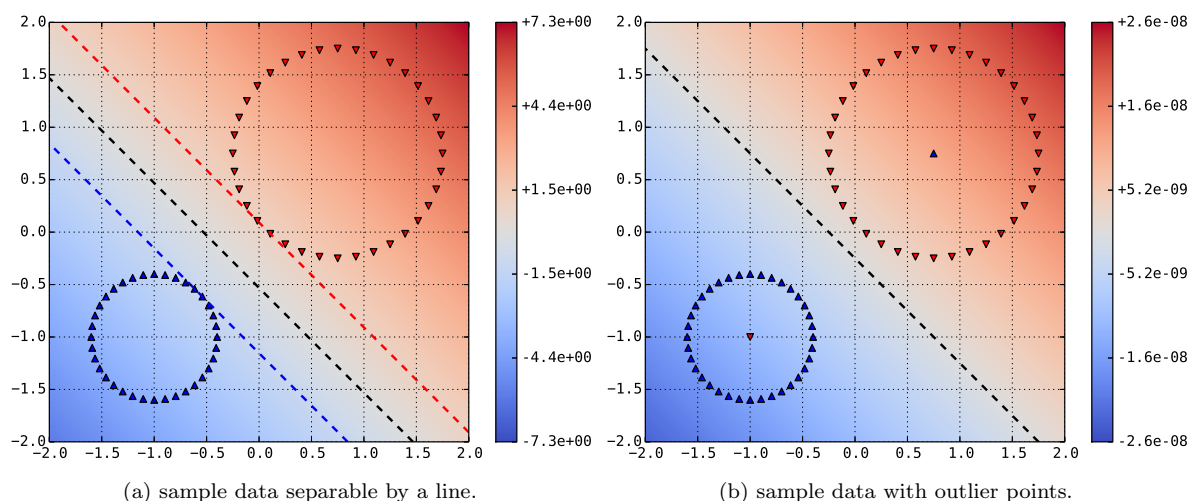 2.0
1.5
1.0
0.5
0.0
−0.5
−1.0
−1.5
−2.0
−2.0 −1.5 −1.0 −0.5 0.0 0.5 1.0 1.5 2.0
+7.3e+00
+4.4e+00
+1.5e+00
−1.5e+00
−4.4e+00
−7.3e+00
(a) sample data separable by a line.
2.0
1.5
1.0
0.5
0.0
−0.5
−1.0
−1.5
−2.0
−2.0 −1.5 −1.0 −0.5 0.0 0.5 1.0 1.5 2.0
+2.6e-08
+1.6e-08
+5.2e-09
−5.2e-09
−1.6e-08
−2.6e-08
(b) sample data with outlier points.